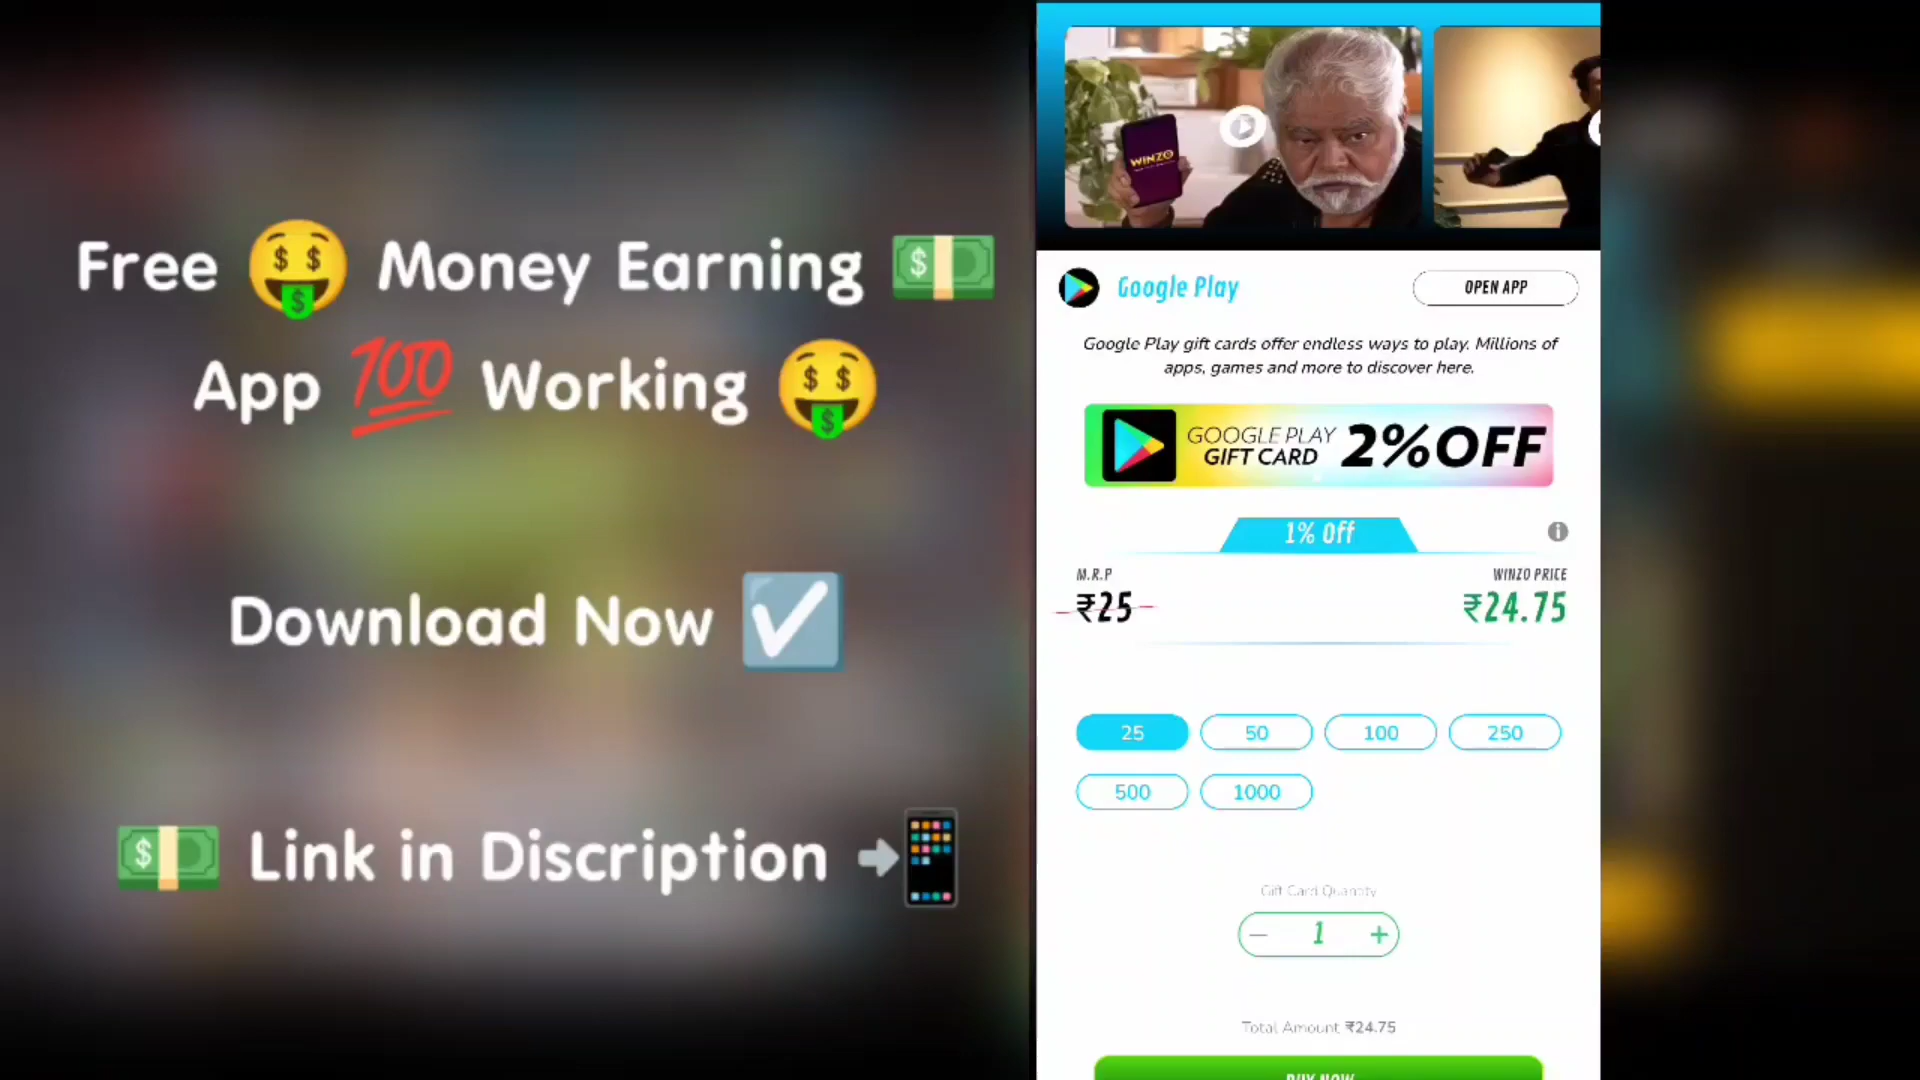 Free 🤑 Money Earning 💵
App 💯 Working 🤑
Download Now ☑️
💵 Link in Discription 📲
WINZO
Google Play
OPEN APP
Google Play gift cards offer endless ways to play. Millions of
apps, games and more to discover here.
GOOGLE PLAY
GIFT CARD
2%OFF
1% Off
M.R.P
WINZO PRICE
₹25
₹24.75
25
50
100
250
500
1000
Gift Card Quantity
− 1 +
Total Amount ₹24.75
BUY NOW